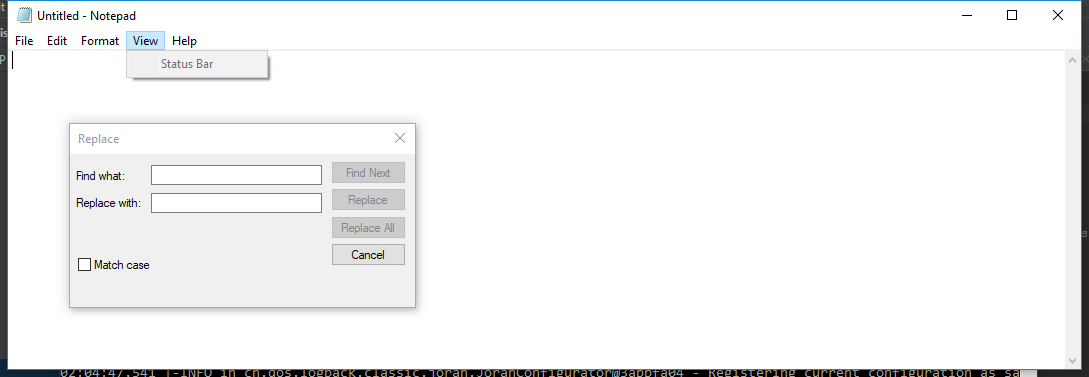 Untitled - Notepad
File Edit Format View Help
Status Bar
Replace
Find what:
Find Next
Replace with:
Replace
Replace All
Cancel
Match case
02:04:47.541 |-INFO in ch.qos.logback.classic.joran.JoranConfigurator@3abbfa04 - Registering current configuration as sa